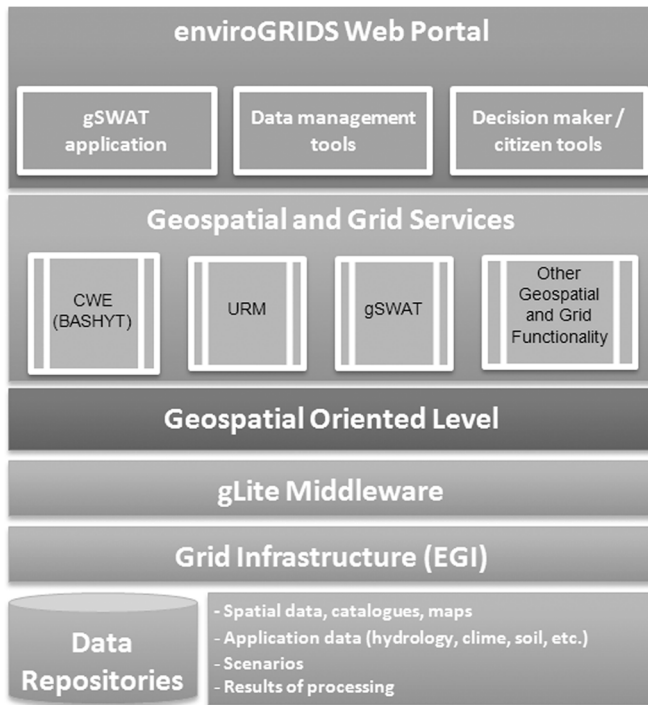 enviroGRIDS Web Portal
gSWAT
application
Data management
tools
Decision maker /
citizen tools
Geospatial and Grid Services
CWE
(BASHYT)
URM
gSWAT
Other
Geospatial
and Grid
Functionality
Geospatial Oriented Level
gLite Middleware
Grid Infrastructure (EGI)
Data
Repositories
- Spatial data, catalogues, maps
- Application data (hydrology, clime, soil, etc.)
- Scenarios
- Results of processing